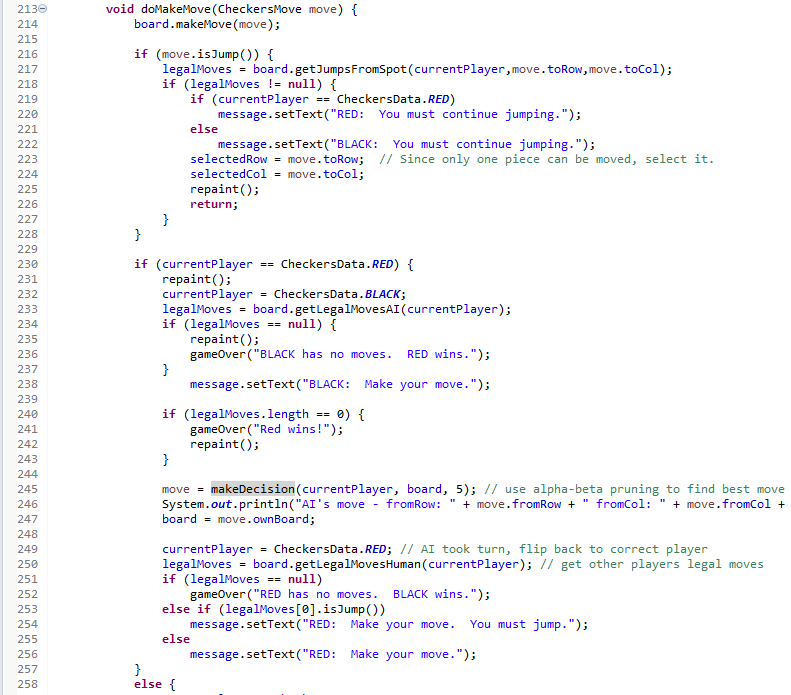 213 void doMakeMove(CheckersMove move) {
214 board.makeMove(move);
215
216 if (move.isJump()) {
217 legalMoves = board.getJumpsFromSpot(currentPlayer,move.toRow,move.toCol);
218 if (legalMoves != null) {
219 if (currentPlayer == CheckersData.RED)
220 message.setText("RED:  You must continue jumping.");
221 else
222 message.setText("BLACK:  You must continue jumping.");
223 selectedRow = move.toRow;  // Since only one piece can be moved, select it.
224 selectedCol = move.toCol;
225 repaint();
226 return;
227 }
228 }
229
230 if (currentPlayer == CheckersData.RED) {
231 repaint();
232 currentPlayer = CheckersData.BLACK;
233 legalMoves = board.getLegalMovesAI(currentPlayer);
234 if (legalMoves == null) {
235 repaint();
236 gameOver("BLACK has no moves.  RED wins.");
237 }
238 message.setText("BLACK:  Make your move.");
239
240 if (legalMoves.length == 0) {
241 gameOver("Red wins!");
242 repaint();
243 }
244
245 move = makeDecision(currentPlayer, board, 5); // use alpha-beta pruning to find best move
246 System.out.println("AI's move - fromRow: " + move.fromRow + " fromCol: " + move.fromCol +
247 board = move.ownBoard;
248
249 currentPlayer = CheckersData.RED; // AI took turn, flip back to correct player
250 legalMoves = board.getLegalMovesHuman(currentPlayer); // get other players legal moves
251 if (legalMoves == null)
252 gameOver("RED has no moves.  BLACK wins.");
253 else if (legalMoves[0].isJump())
254 message.setText("RED:  Make your move.  You must jump.");
255 else
256 message.setText("RED:  Make your move.");
257 }
258 else {